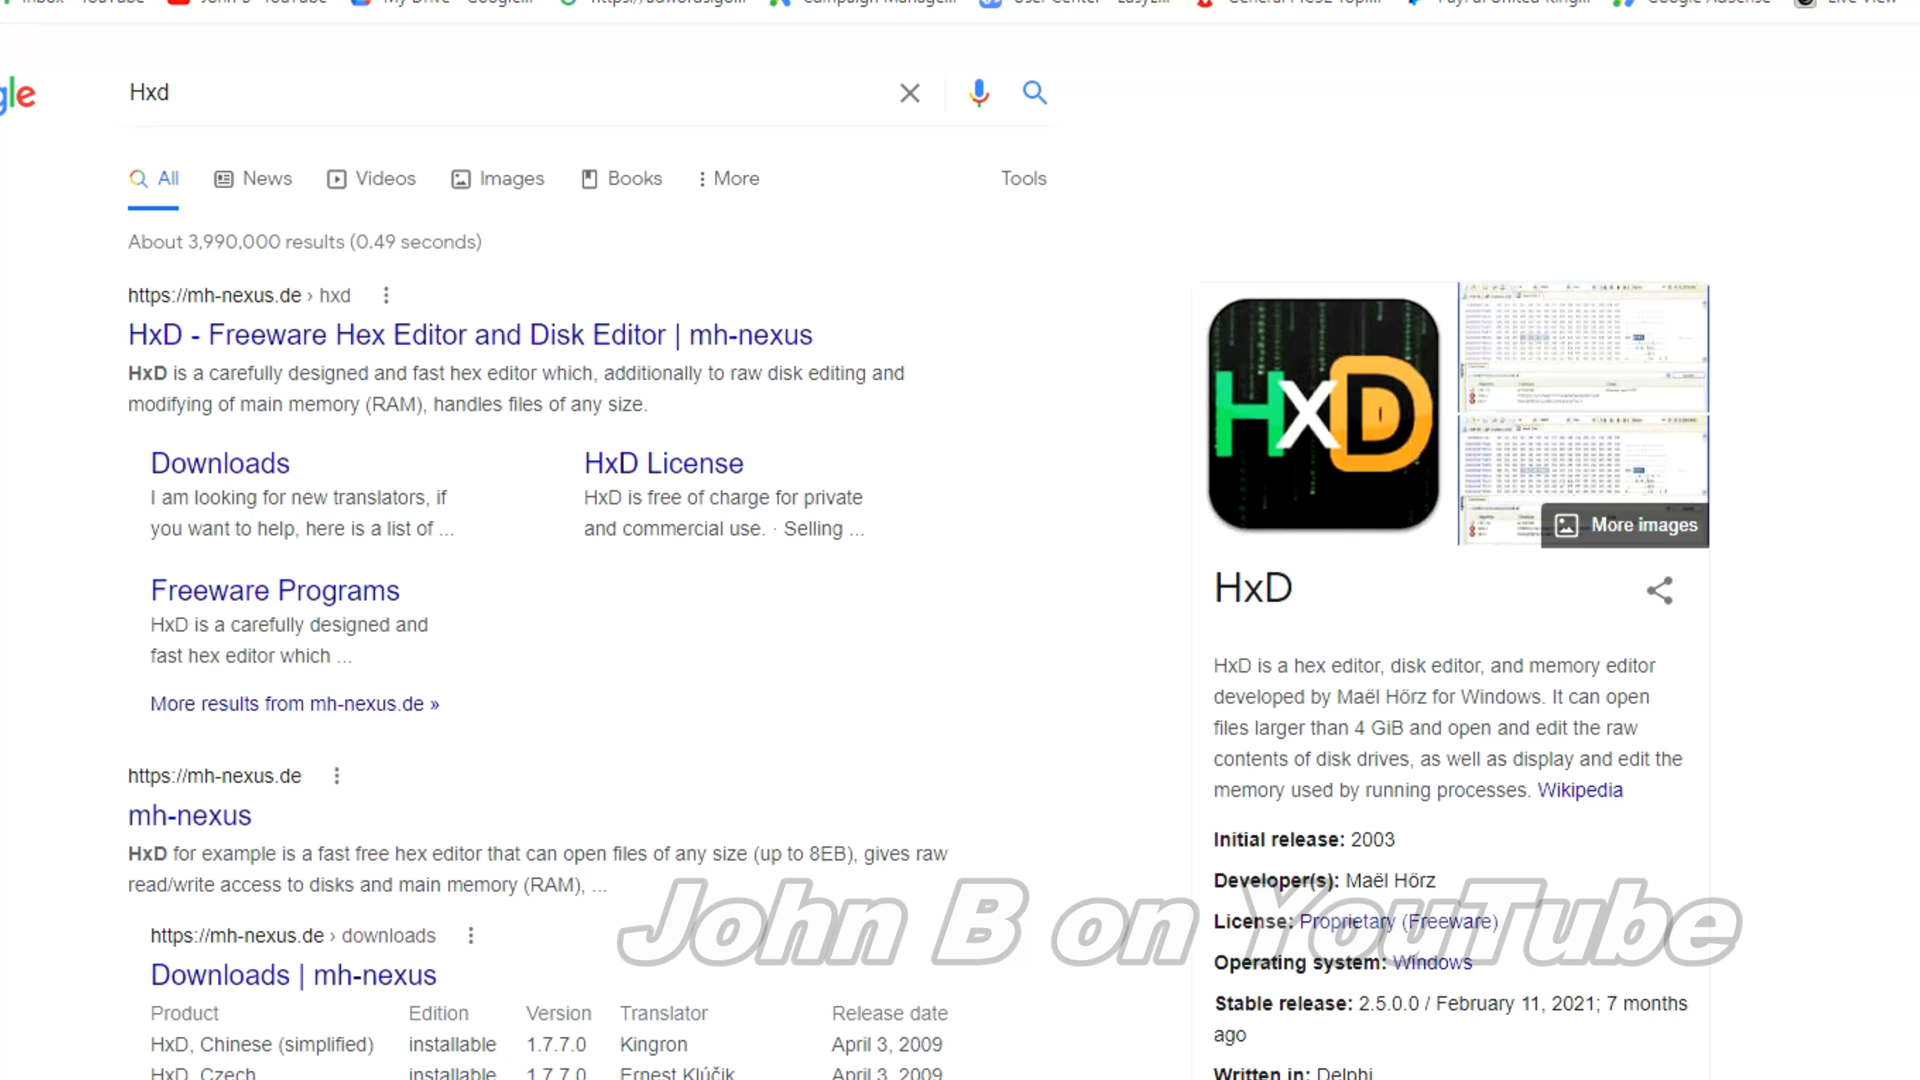 Hxd
All
News
Videos
Images
Books
More
Tools
About 3,990,000 results (0.49 seconds)
https://mh-nexus.de › hxd
HxD - Freeware Hex Editor and Disk Editor | mh-nexus
HxD is a carefully designed and fast hex editor which, additionally to raw disk editing and
modifying of main memory (RAM), handles files of any size.
Downloads
I am looking for new translators, if
you want to help, here is a list of ...
HxD License
HxD is free of charge for private
and commercial use. · Selling ...
Freeware Programs
HxD is a carefully designed and
fast hex editor which ...
More results from mh-nexus.de »
https://mh-nexus.de
mh-nexus
HxD for example is a fast free hex editor that can open files of any size (up to 8EB), gives raw
read/write access to disks and main memory (RAM), ...
https://mh-nexus.de › downloads
Downloads | mh-nexus
Product Edition Version Translator Release date
HxD, Chinese (simplified) installable 1.7.7.0 Kingron April 3, 2009
HxD, Czech installable 1.7.7.0 Ernest Klúčik April 3, 2009
HxD
More images
HxD
HxD is a hex editor, disk editor, and memory editor
developed by Maël Hörz for Windows. It can open
files larger than 4 GiB and open and edit the raw
contents of disk drives, as well as display and edit the
memory used by running processes. Wikipedia
Initial release: 2003
Developer(s): Maël Hörz
License: Proprietary (Freeware)
Operating system: Windows
Stable release: 2.5.0.0 / February 11, 2021; 7 months
ago
Written in: Delphi
John B on YouTube